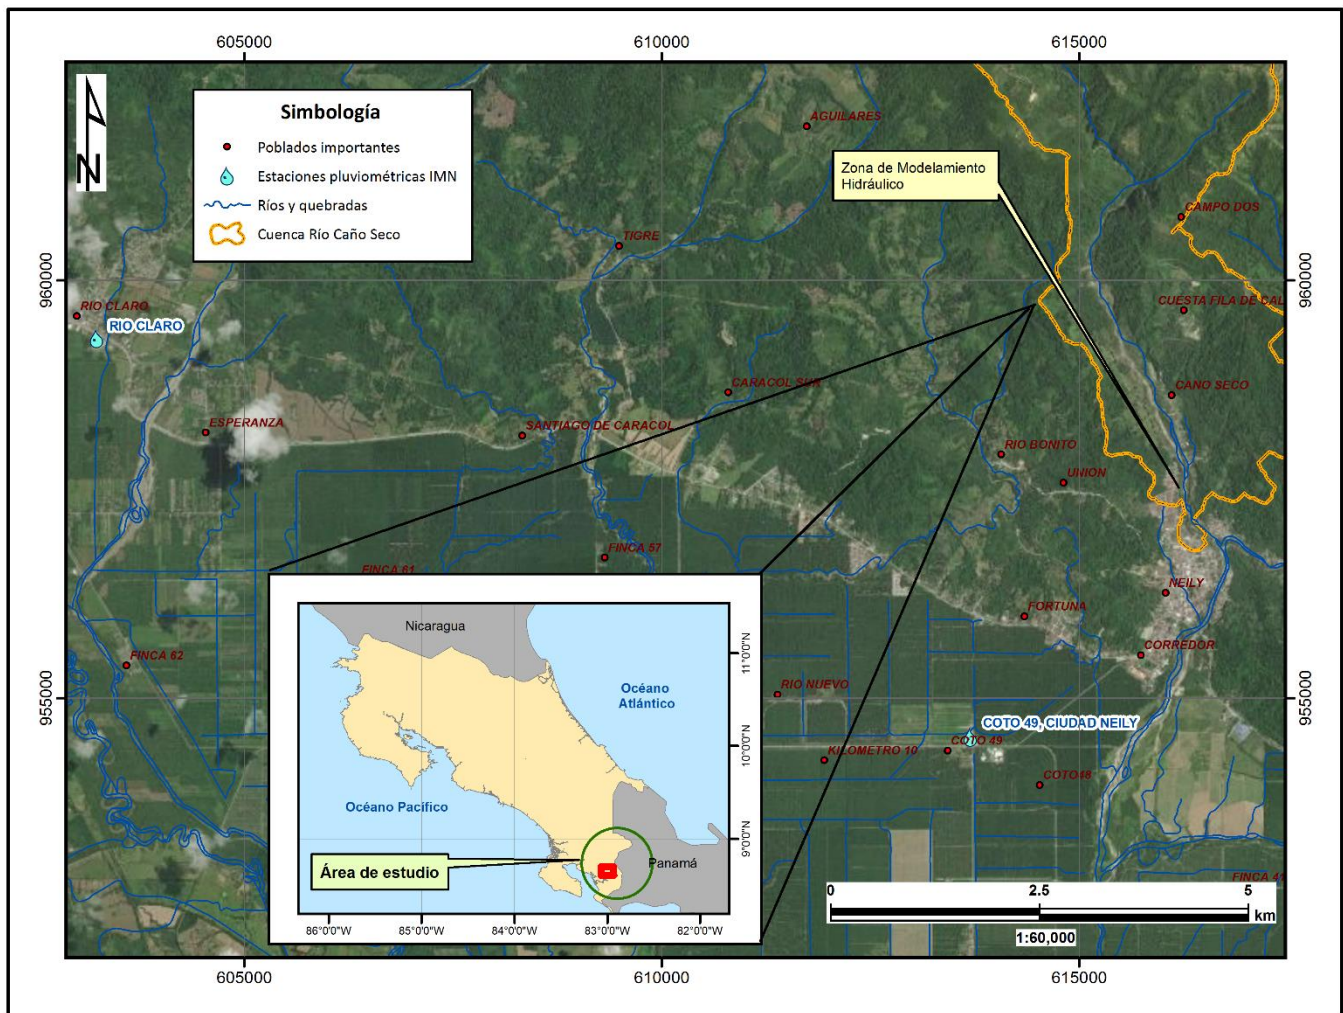 605000
610000
615000
N
Simbología
Poblados importantes
Estaciones pluviométricas IMN
Ríos y quebradas
Cuenca Río Caño Seco
AGUILARES
Zona de Modelamiento
Hidráulico
CAMPO DOS
TIGRE
960000
960000
RIO CLARO
RIO CLARO
CUESTA FILA DE CAL
CARACOL SUR
CANO SECO
ESPERANZA
SANTIAGO DE CARACOL
RIO BONITO
UNION
FINCA 57
FINCA 61
NEILY
FORTUNA
CORREDOR
FINCA 62
RIO NUEVO
955000
955000
COTO 49, CIUDAD NEILY
COTO 49
KILOMETRO 10
COTO48
FINCA 41
Nicaragua
11°0'0"N
Océano
Atlántico
10°0'0"N
Océano Pacífico
9°0'0"N
Panamá
Área de estudio
86°0'0"W
85°0'0"W
84°0'0"W
83°0'0"W
82°0'0"W
0
2.5
5
km
1:60,000
605000
610000
615000